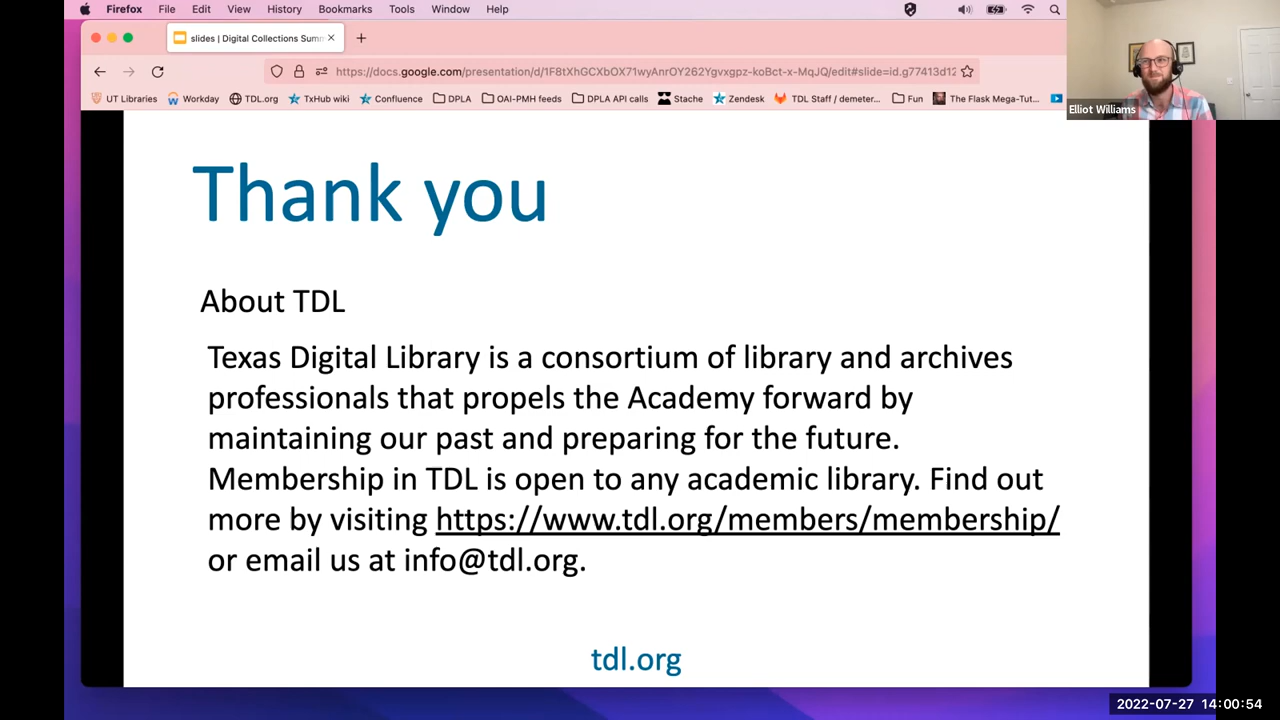 Firefox File Edit View History Bookmarks Tools Window Help
slides | Digital Collections Summ
https://docs.google.com/presentation/d/1F8tXhGCXbOX71wyAnrOY262Ygvxgpz-koBct-x-MqJQ/edit#slide=id.g77413d12
UT Libraries Workday TDL.org TxHub wiki Confluence DPLA OAI-PMH feeds DPLA API calls Stache Zendesk TDL Staff / demeter... Fun The Flask Mega-Tut...
Elliot Williams
Thank you
About TDL
Texas Digital Library is a consortium of library and archives
professionals that propels the Academy forward by
maintaining our past and preparing for the future.
Membership in TDL is open to any academic library. Find out
more by visiting https://www.tdl.org/members/membership/
or email us at info@tdl.org.
tdl.org
2022-07-27 14:00:54